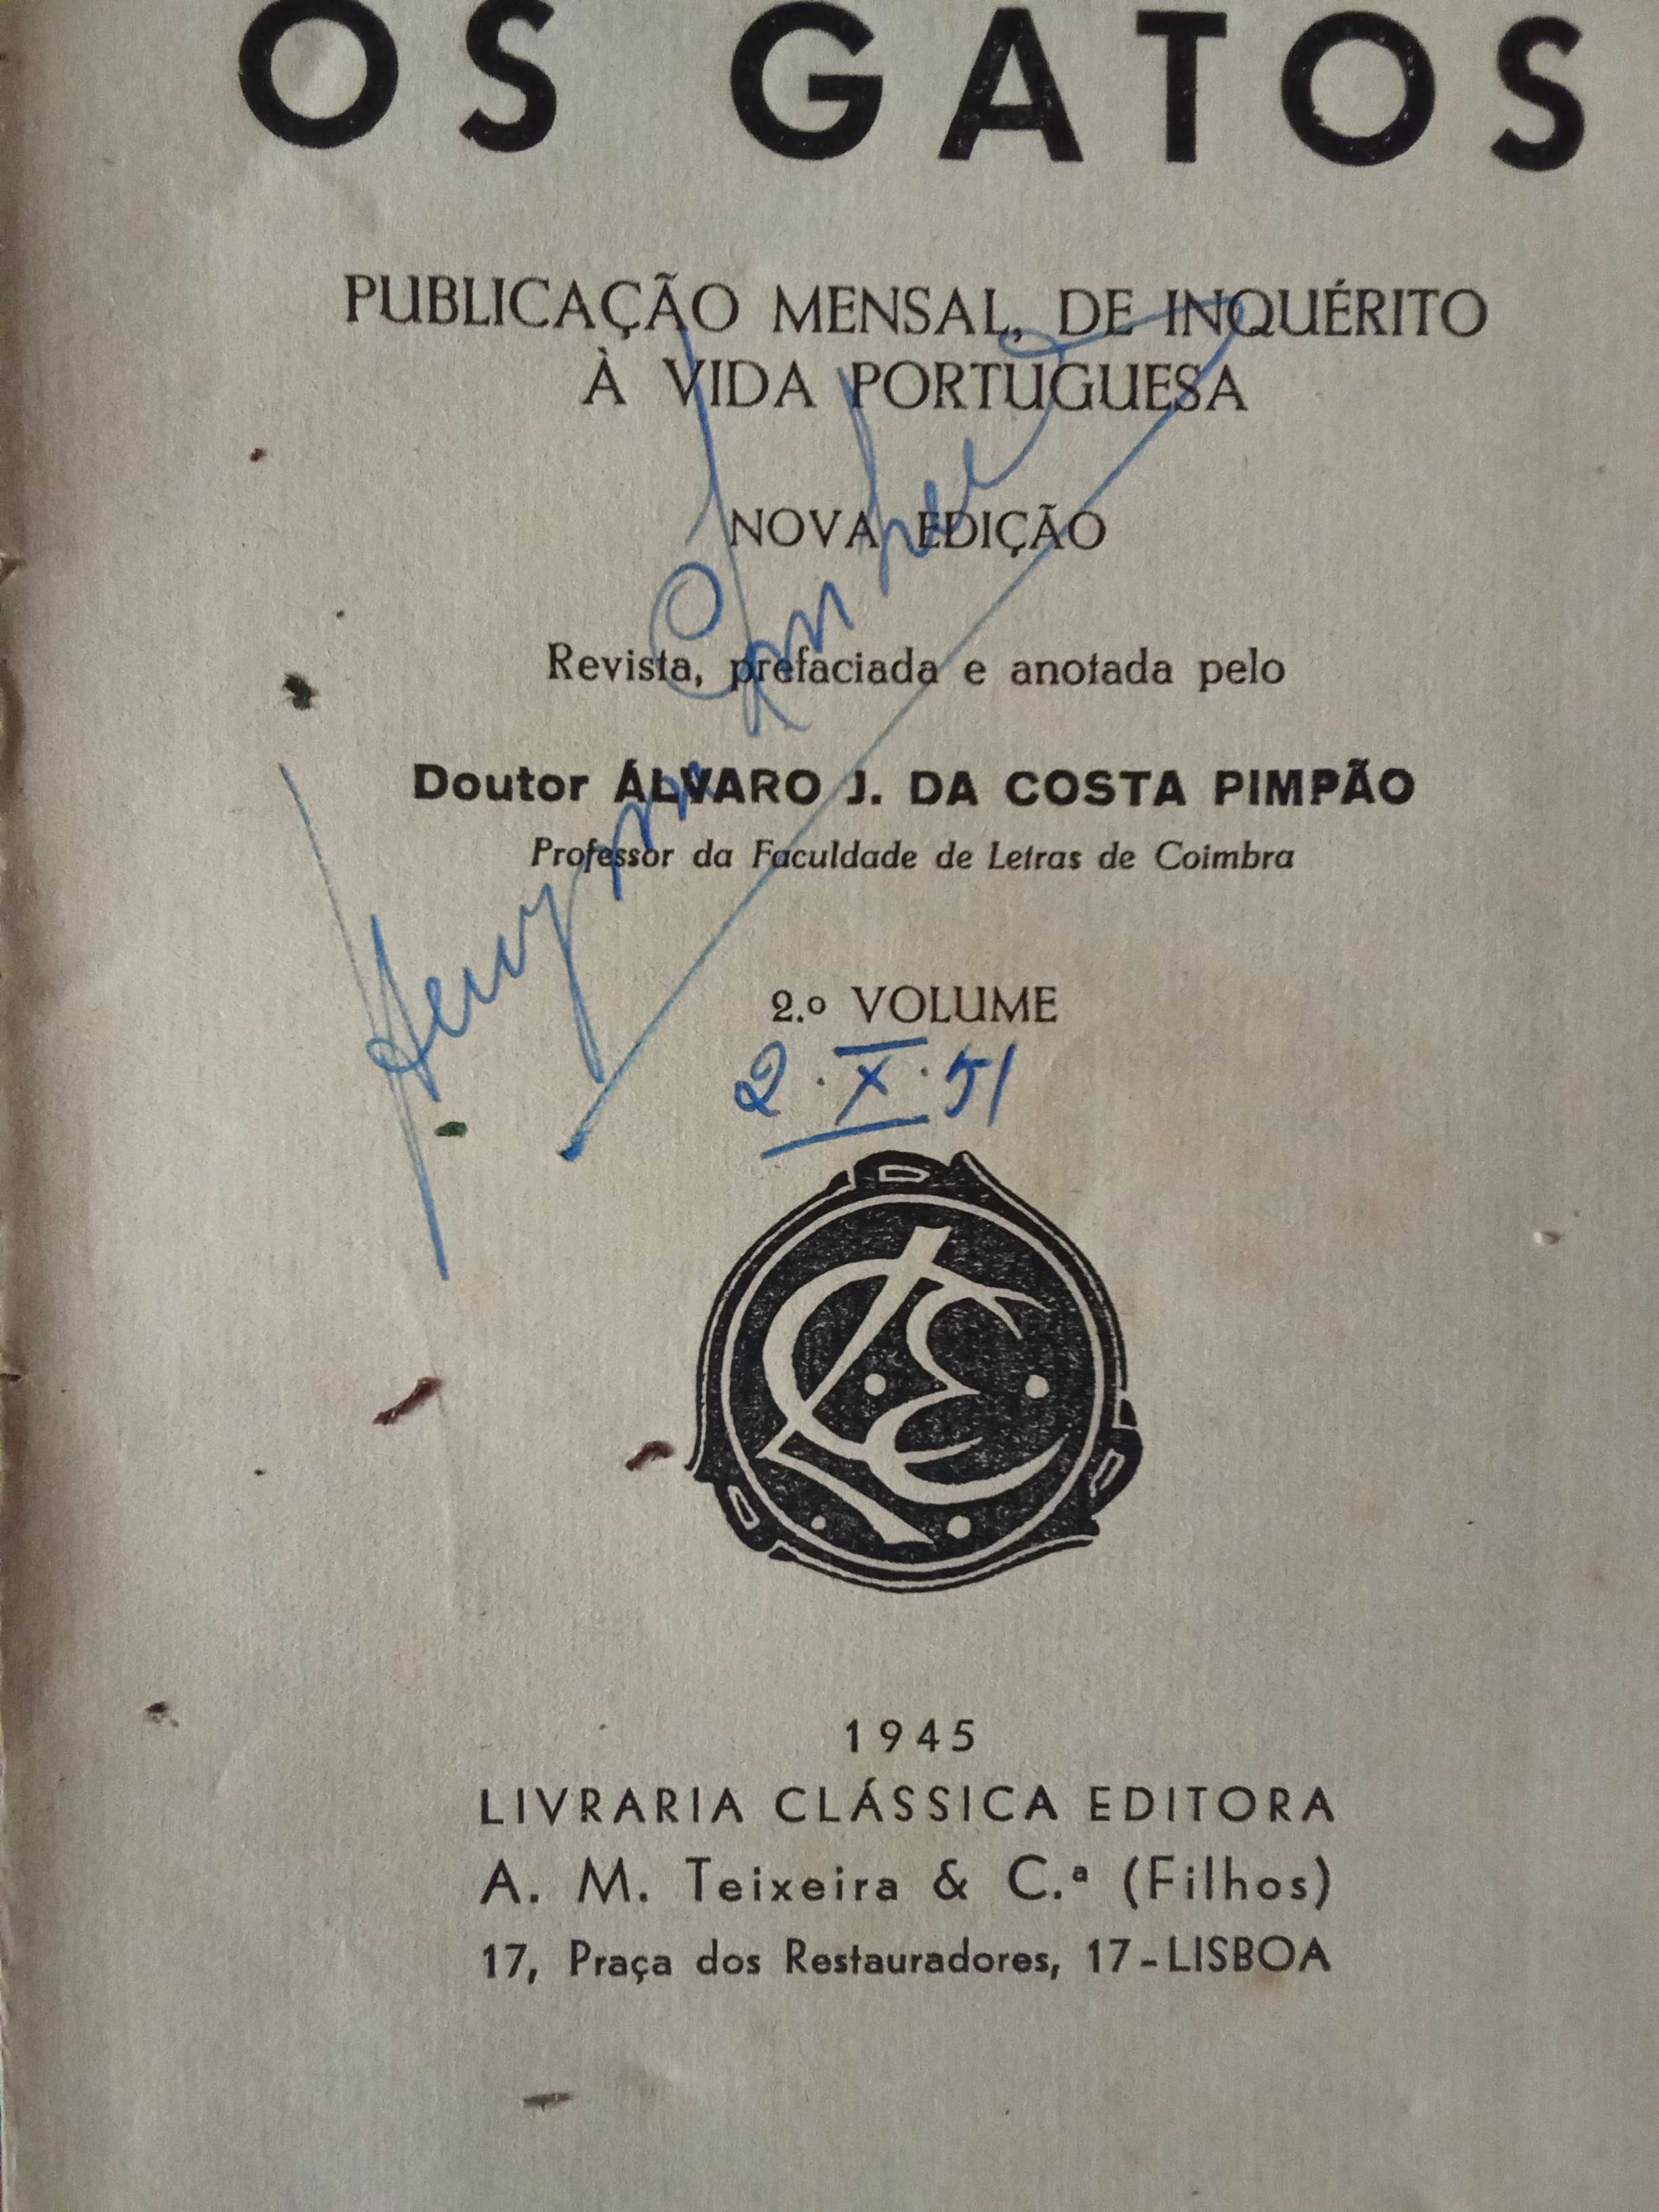 OS GATOS
PUBLICAÇÃO MENSAL, DE INQUÉRITO
À VIDA PORTUGUESA
NOVA EDIÇÃO
Revista, prefaciada e anotada pelo
Doutor ÁLVARO J. DA COSTA PIMPÃO
Professor da Faculdade de Letras de Coimbra
2.º VOLUME
2·X·51
1945
LIVRARIA CLÁSSICA EDITORA
A. M. Teixeira & C.ª (Filhos)
17, Praça dos Restauradores, 17-LISBOA